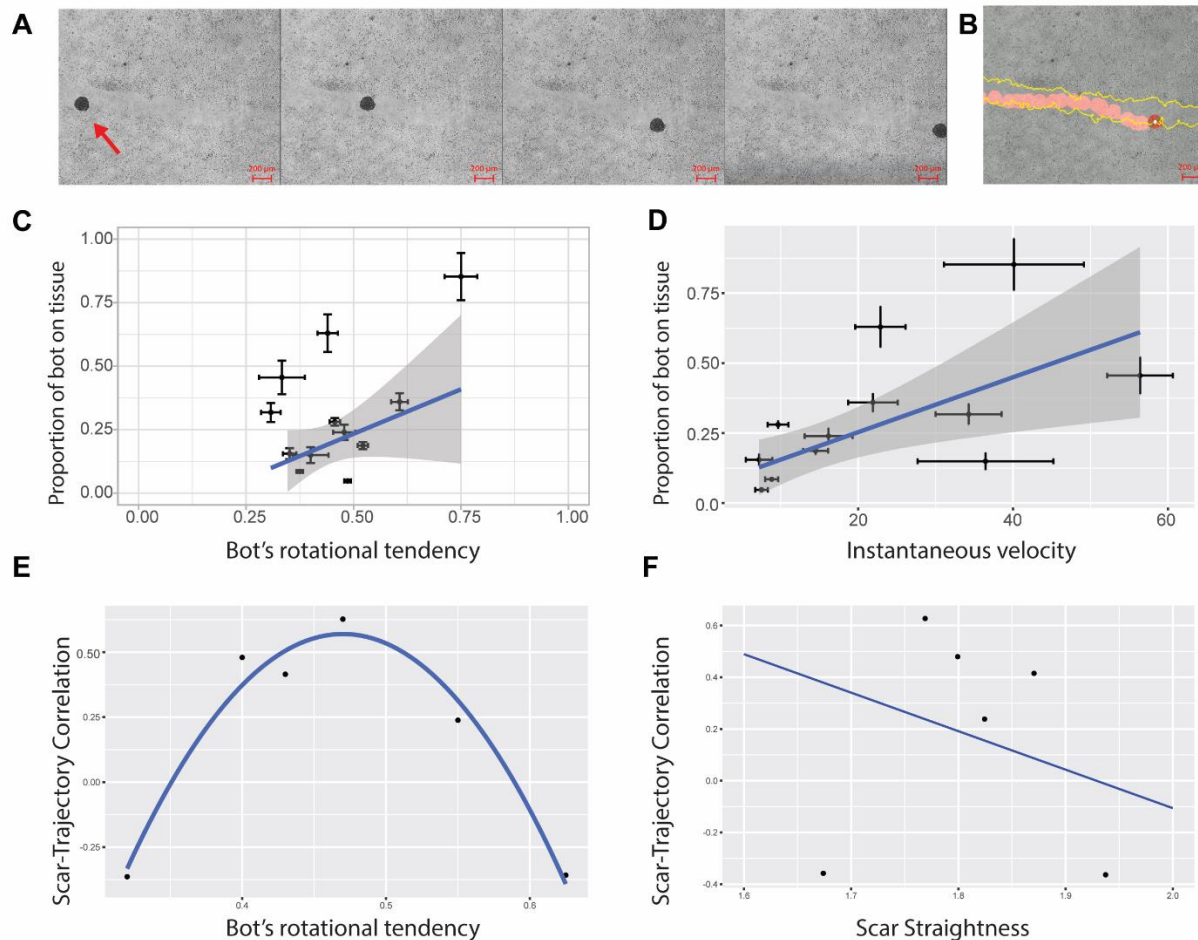 A
B
200 µm
200 µm
200 µm
200 µm
200 µm
C
D
Proportion of bot on tissue
1.00
0.75
0.50
0.25
0.00
0.00
0.25
0.50
0.75
1.00
Bot's rotational tendency
Proportion of bot on tissue
0.75
0.50
0.25
0.0
20
40
60
Instantaneous velocity
E
F
Scar-Trajectory Correlation
0.50
0.25
0.00
-0.25
0.4
0.5
0.6
Bot's rotational tendency
Scar-Trajectory Correlation
0.6
0.4
0.2
0.0
-0.2
-0.4
1.6
1.7
1.8
1.9
2.0
Scar Straightness